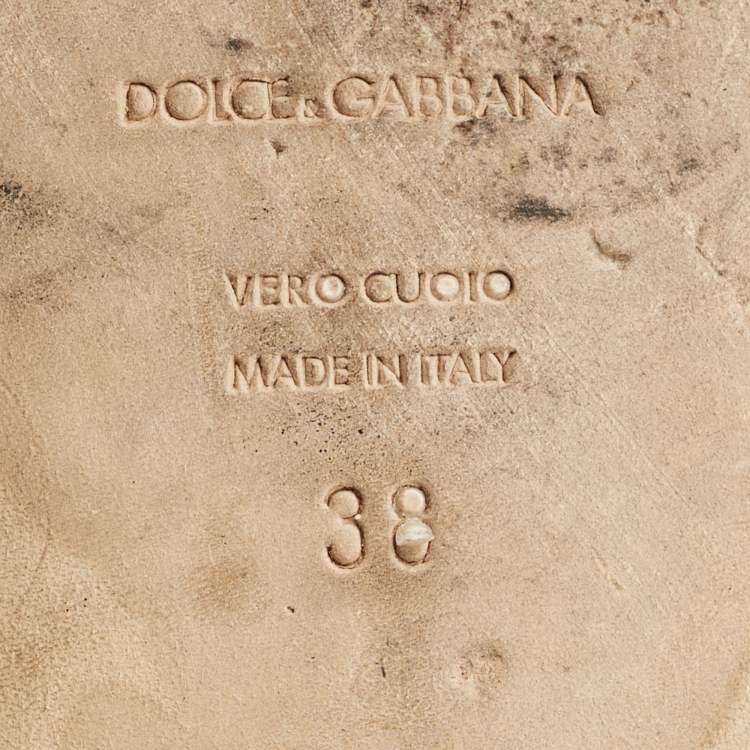 DOLCE & GABBANA
VERO CUOIO
MADE IN ITALY
38